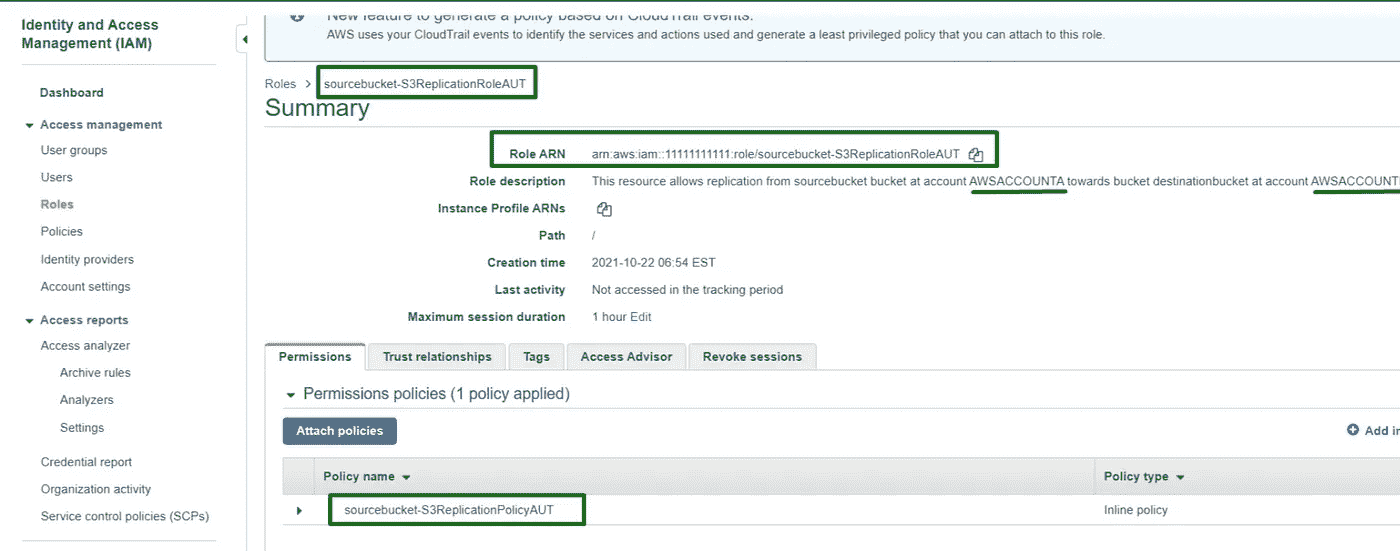 Identity and Access
Management (IAM)
Dashboard
Access management
User groups
Users
Roles
Policies
Identity providers
Account settings
Access reports
Access analyzer
Archive rules
Analyzers
Settings
Credential report
Organization activity
Service control policies (SCPs)
New feature to generate a policy based on CloudTrail events.
AWS uses your CloudTrail events to identify the services and actions used and generate a least privileged policy that you can attach to this role.
Roles > sourcebucket-S3ReplicationRoleAUT
Summary
Role ARN arn:aws:iam::11111111111:role/sourcebucket-S3ReplicationRoleAUT
Role description This resource allows replication from sourcebucket bucket at account AWSACCOUNTA towards bucket destinationbucket at account AWSACCOUNT
Instance Profile ARNs
Path /
Creation time 2021-10-22 06:54 EST
Last activity Not accessed in the tracking period
Maximum session duration 1 hour Edit
Permissions Trust relationships Tags Access Advisor Revoke sessions
Permissions policies (1 policy applied)
Attach policies Add in
Policy name Policy type
sourcebucket-S3ReplicationPolicyAUT Inline policy